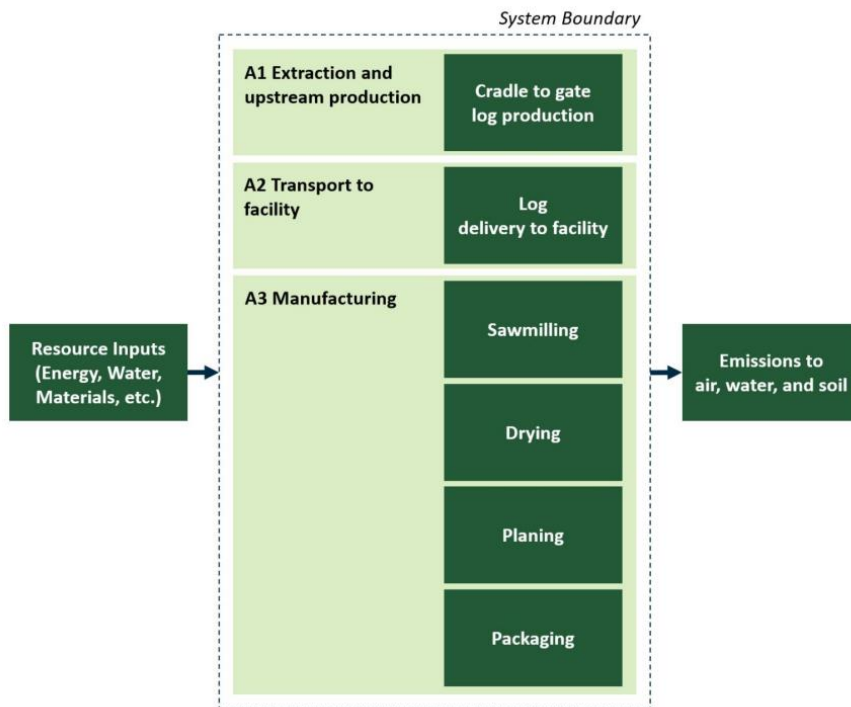 System Boundary
A1 Extraction and
upstream production
Cradle to gate
log production
A2 Transport to
facility
Log
delivery to facility
A3 Manufacturing
Sawmilling
Resource Inputs
(Energy, Water,
Materials, etc.)
Emissions to
air, water, and soil
Drying
Planing
Packaging